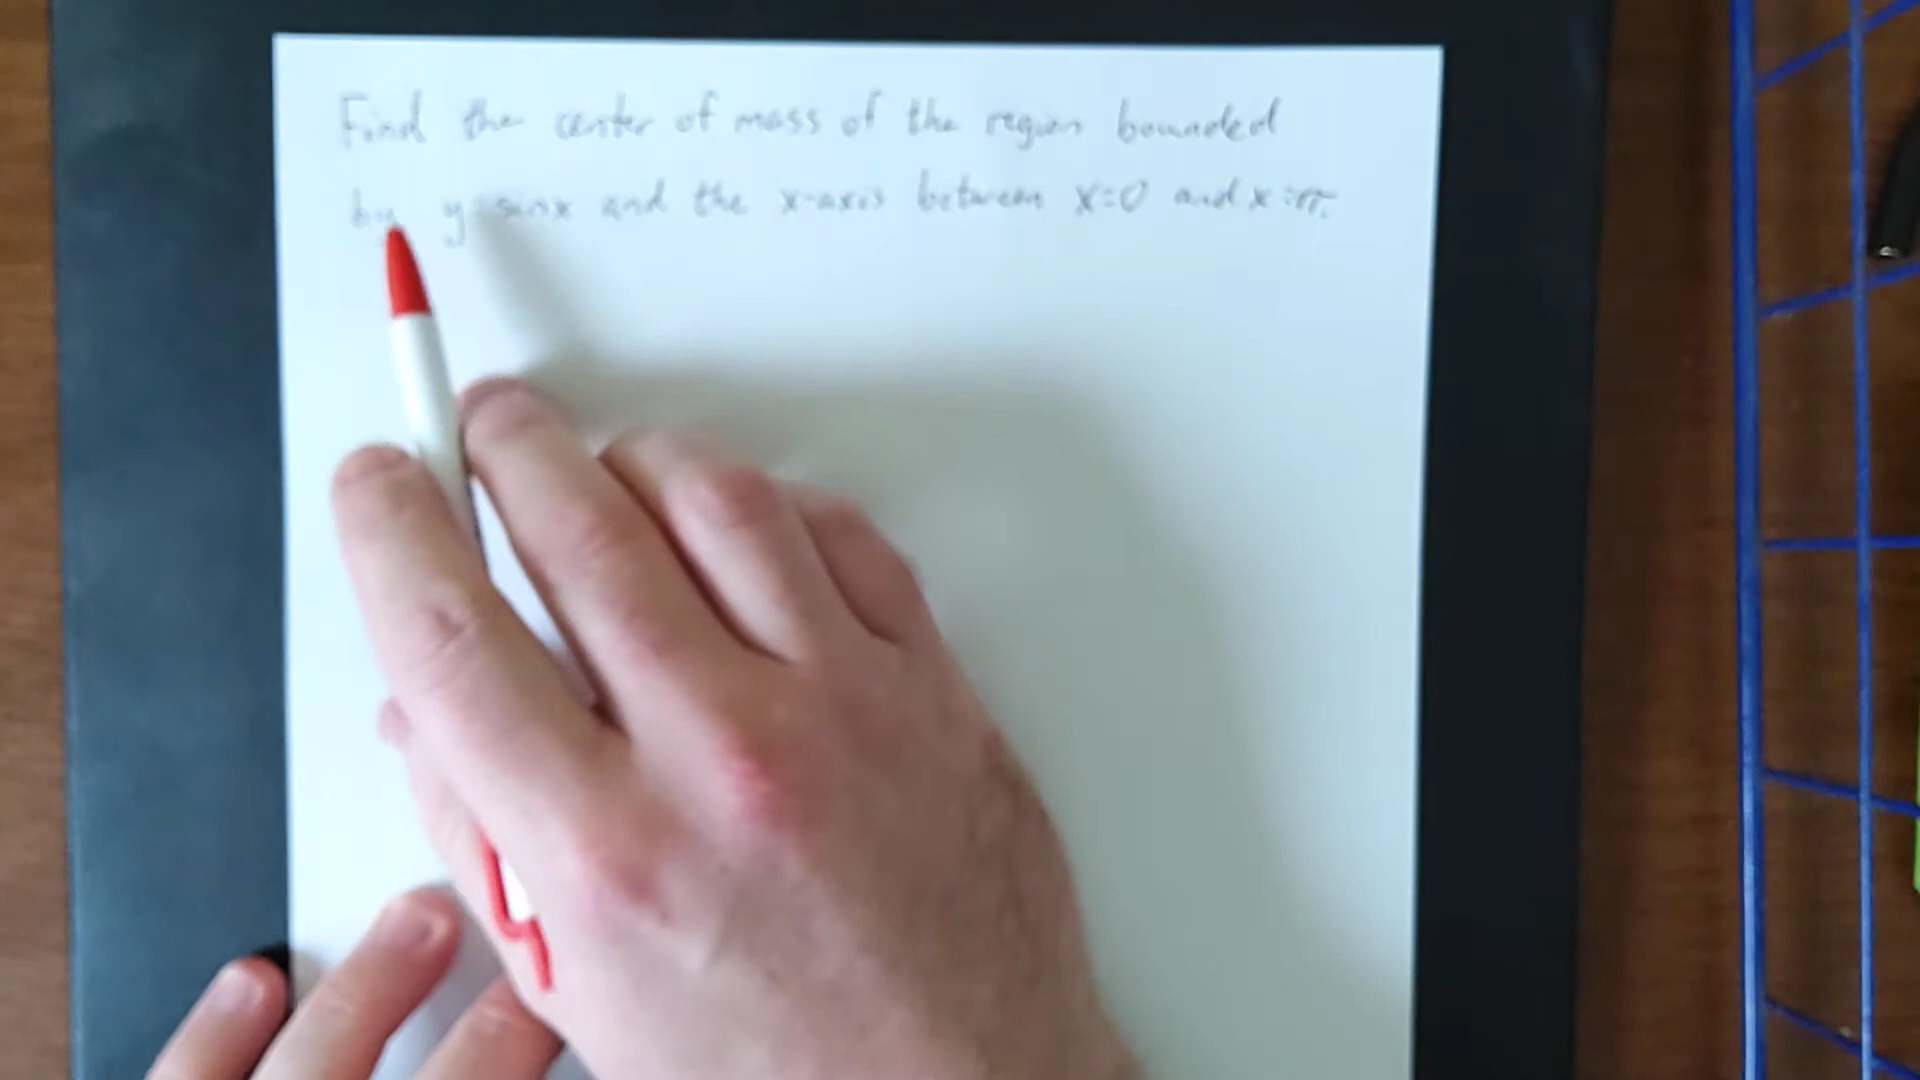 Find the center of mass of the region bounded
by y=sinx and the x-axis between x=0 and x=π.